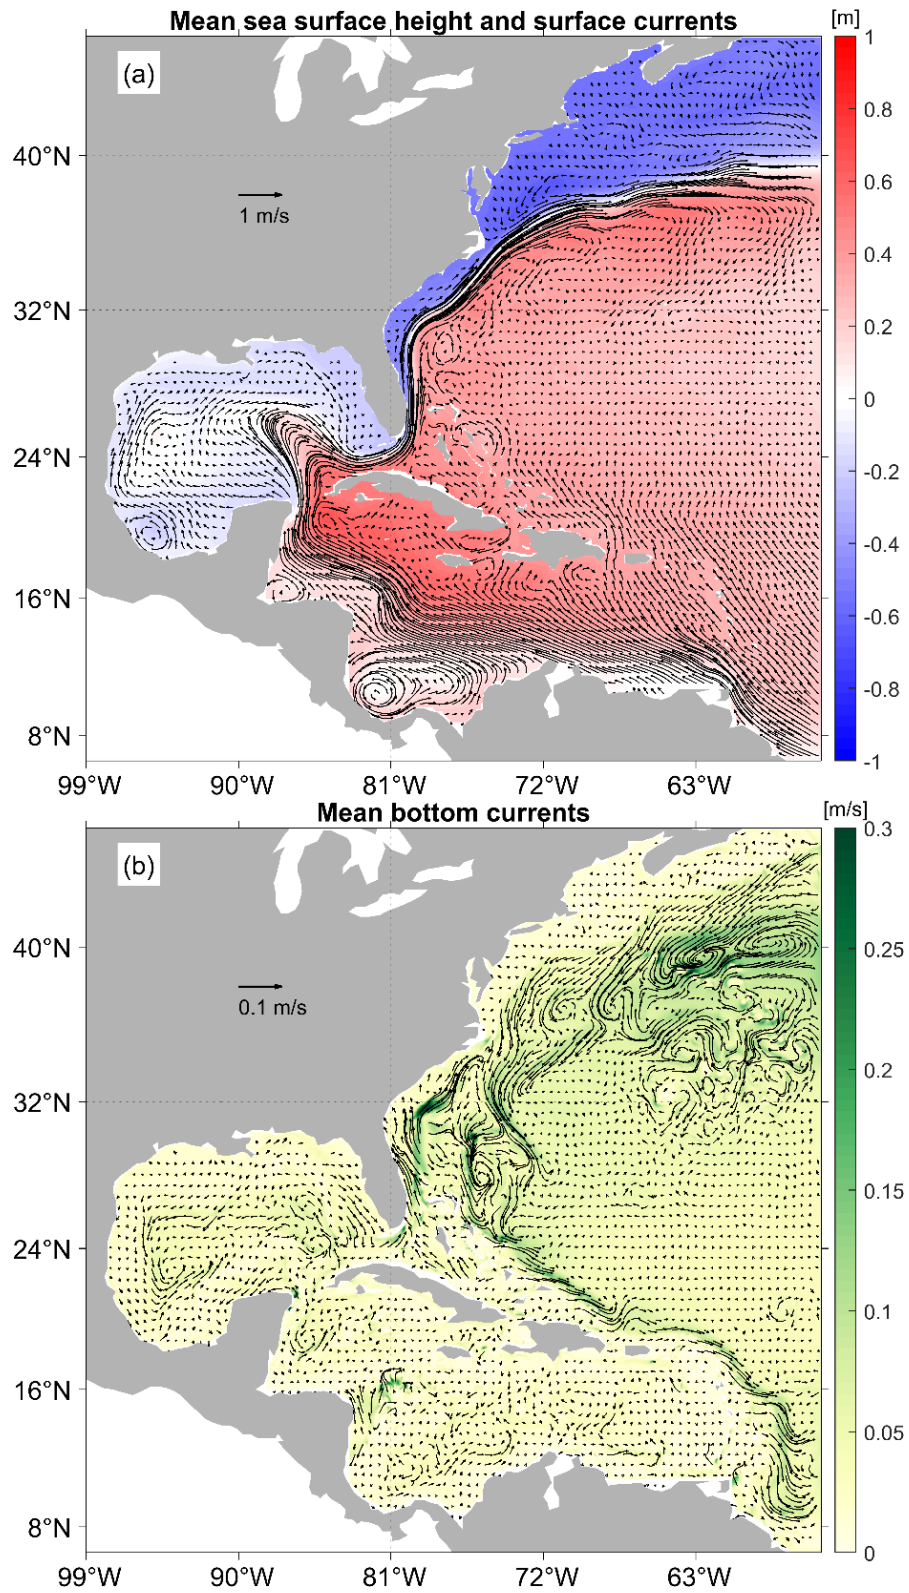 Mean sea surface height and surface currents
[m]
(a)
1 m/s
40°N
32°N
24°N
16°N
8°N
99°W
90°W
81°W
72°W
63°W
1
0.8
0.6
0.4
0.2
0
-0.2
-0.4
-0.6
-0.8
-1
Mean bottom currents
[m/s]
(b)
0.1 m/s
40°N
32°N
24°N
16°N
8°N
99°W
90°W
81°W
72°W
63°W
0.3
0.25
0.2
0.15
0.1
0.05
0